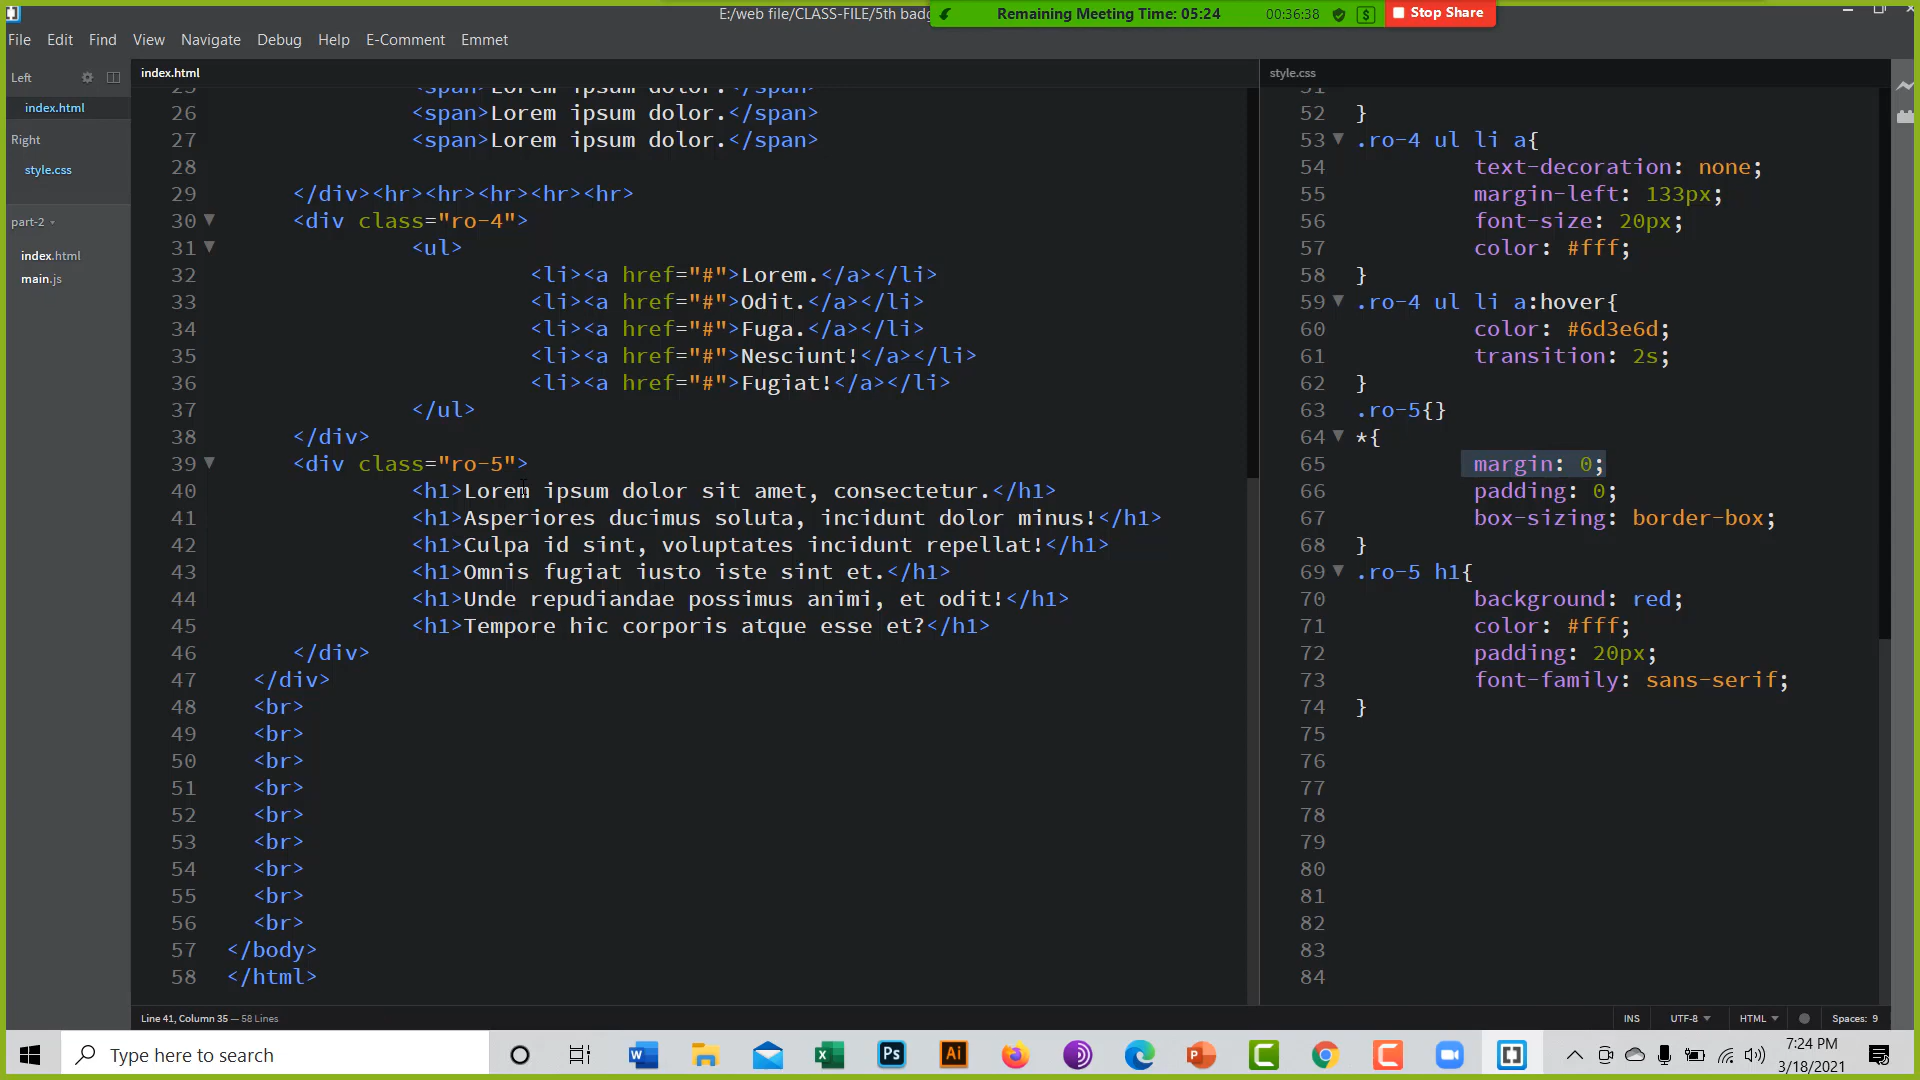 E:/web file/CLASS-FILE/5th badg
Remaining Meeting Time: 05:24
00:36:38
$
Stop Share
File Edit Find View Navigate Debug Help E-Comment Emmet
Left
index.html
Right
style.css
part-2
index.html
main.js
index.html
25 <span>Lorem ipsum dolor.</span>
26 <span>Lorem ipsum dolor.</span>
27 <span>Lorem ipsum dolor.</span>
28
29 </div><hr><hr><hr><hr><hr>
30 <div class="ro-4">
31 <ul>
32 <li><a href="#">Lorem.</a></li>
33 <li><a href="#">Odit.</a></li>
34 <li><a href="#">Fuga.</a></li>
35 <li><a href="#">Nesciunt!</a></li>
36 <li><a href="#">Fugiat!</a></li>
37 </ul>
38 </div>
39 <div class="ro-5">
40 <h1>Lorem ipsum dolor sit amet, consectetur.</h1>
41 <h1>Asperiores ducimus soluta, incidunt dolor minus!</h1>
42 <h1>Culpa id sint, voluptates incidunt repellat!</h1>
43 <h1>Omnis fugiat iusto iste sint et.</h1>
44 <h1>Unde repudiandae possimus animi, et odit!</h1>
45 <h1>Tempore hic corporis atque esse et?</h1>
46 </div>
47 </div>
48 <br>
49 <br>
50 <br>
51 <br>
52 <br>
53 <br>
54 <br>
55 <br>
56 <br>
57 </body>
58 </html>
style.css
51
52 }
53 .ro-4 ul li a{
54 text-decoration: none;
55 margin-left: 133px;
56 font-size: 20px;
57 color: #fff;
58 }
59 .ro-4 ul li a:hover{
60 color: #6d3e6d;
61 transition: 2s;
62 }
63 .ro-5{}
64 *{
65 margin: 0;
66 padding: 0;
67 box-sizing: border-box;
68 }
69 .ro-5 h1{
70 background: red;
71 color: #fff;
72 padding: 20px;
73 font-family: sans-serif;
74 }
75
76
77
78
79
80
81
82
83
84
Line 41, Column 35 — 58 Lines
INS UTF-8 HTML Spaces: 9
Type here to search
7:24 PM
3/18/2021